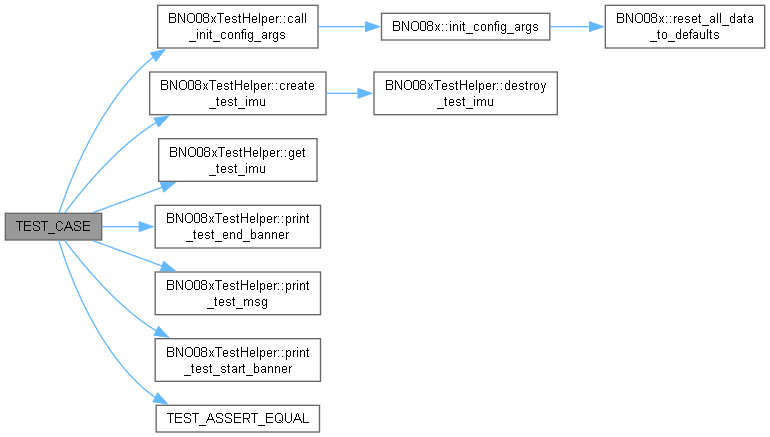 BNO08xTestHelper::call
_init_config_args
BNO08x::init_config_args
BNO08x::reset_all_data
_to_defaults
BNO08xTestHelper::create
_test_imu
BNO08xTestHelper::destroy
_test_imu
BNO08xTestHelper::get
_test_imu
TEST_CASE
BNO08xTestHelper::print
_test_end_banner
BNO08xTestHelper::print
_test_msg
BNO08xTestHelper::print
_test_start_banner
TEST_ASSERT_EQUAL